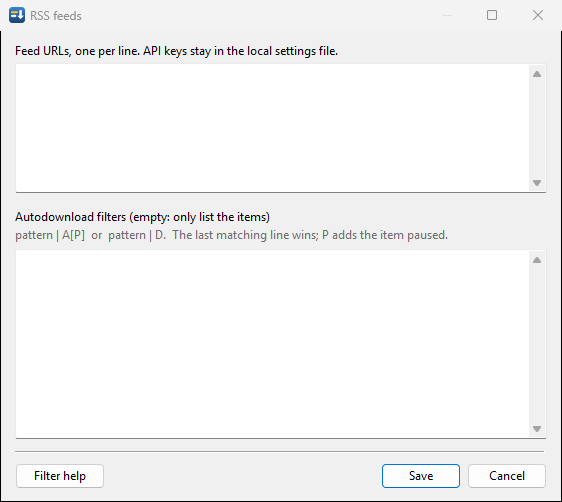 RSS feeds
Feed URLs, one per line. API keys stay in the local settings file.
Autodownload filters (empty: only list the items)
pattern | A[P]  or  pattern | D.  The last matching line wins; P adds the item paused.
Filter help
Save
Cancel